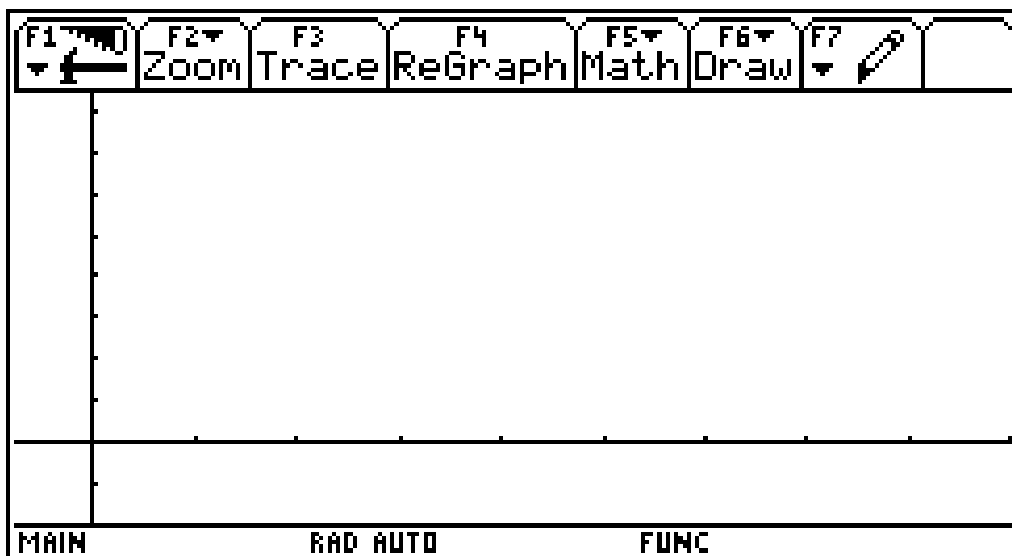 F1 F2 F3 F4 F5 F6 F7
Zoom Trace ReGraph Math Draw
MAIN RAD AUTO FUNC